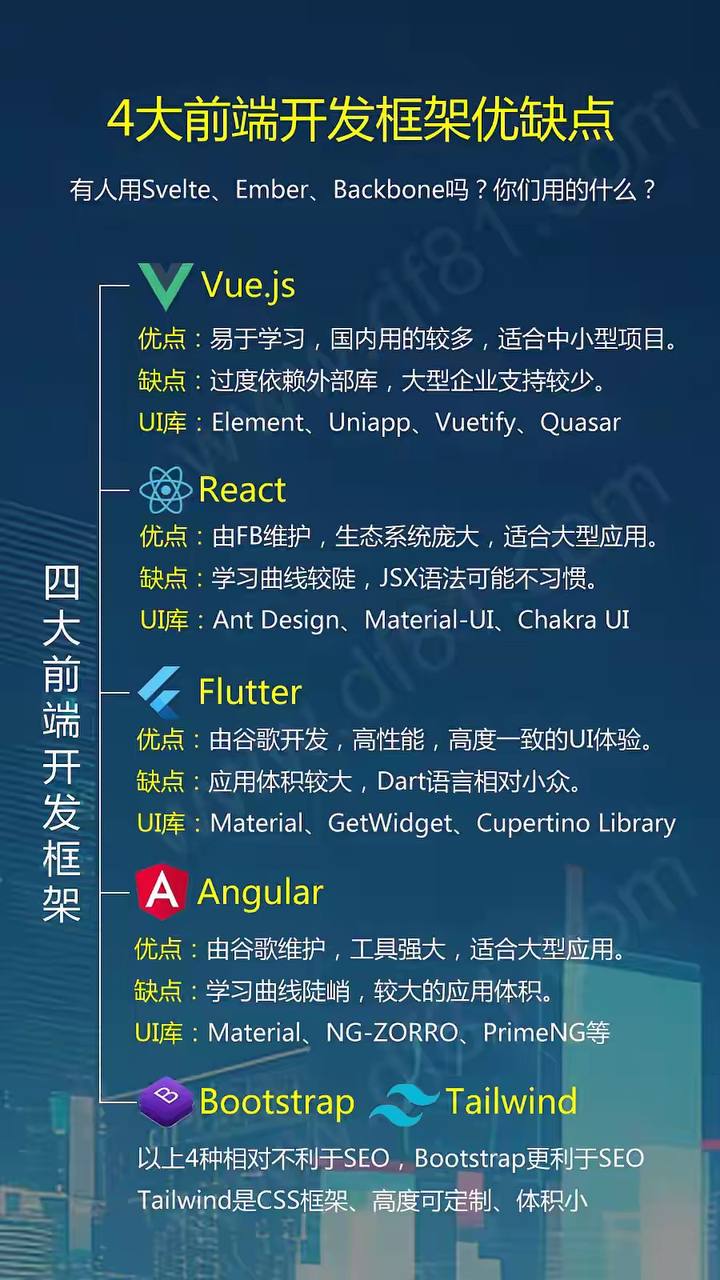 4大前端开发框架优缺点
有人用Svelte、Ember、Backbone吗？你们用的什么？
四大前端开发框架
Vue.js
优点：易于学习，国内用的较多，适合中小型项目。
缺点：过度依赖外部库，大型企业支持较少。
UI库：Element、Uniapp、Vuetify、Quasar
React
优点：由FB维护，生态系统庞大，适合大型应用。
缺点：学习曲线较陡，JSX语法可能不习惯。
UI库：Ant Design、Material-UI、Chakra UI
Flutter
优点：由谷歌开发，高性能，高度一致的UI体验。
缺点：应用体积较大，Dart语言相对小众。
UI库：Material、GetWidget、Cupertino Library
A
Angular
优点：由谷歌维护，工具强大，适合大型应用。
缺点：学习曲线陡峭，较大的应用体积。
UI库：Material、NG-ZORRO、PrimeNG等
B
Bootstrap Tailwind
以上4种相对不利于SEO，Bootstrap更利于SEO
Tailwind是CSS框架、高度可定制、体积小
www.df81.com
www.df81.com
www.df81.com